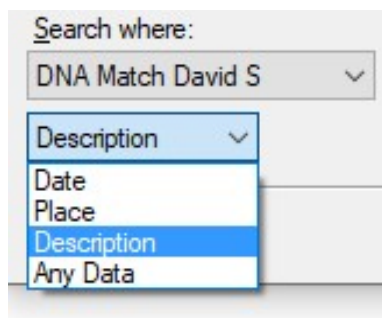 Search where:
DNA Match David S
Description
Date
Place
Description
Any Data